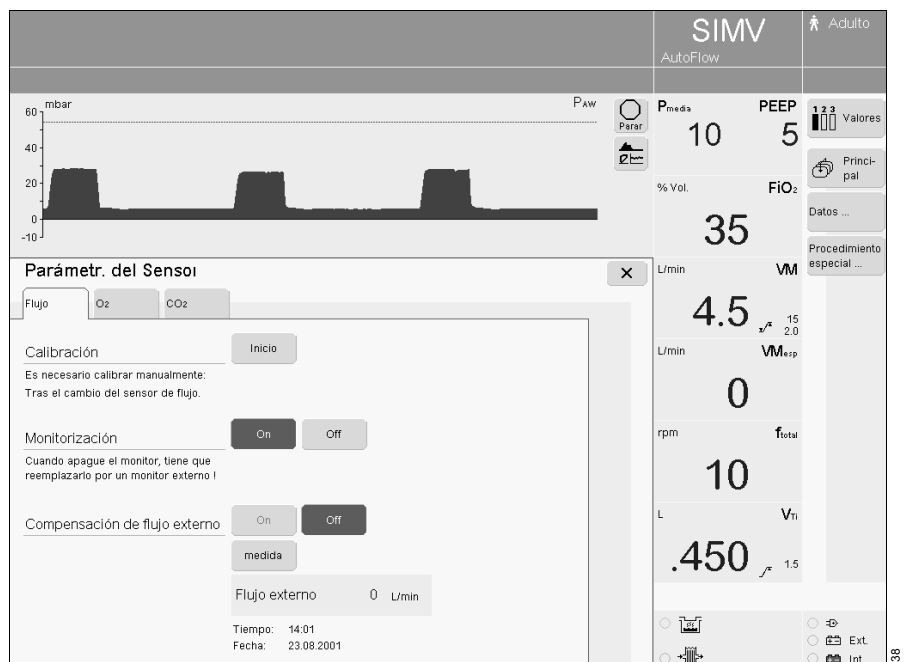 SIMV
AutoFlow
Adulto
mbar
PAW
60
40
20
0
-10
Parar
Pmedia
PEEP
10
5
% Vol.
FiO₂
35
L/min
VM
4.5
15
2.0
L/min
VMesp
0
rpm
ftotal
10
L
VTi
.450
1.5
1 2 3
Valores
Princi-
pal
Datos ...
Procedimiento
especial ...
Parámetr. del Sensor
Flujo
O₂
CO₂
Calibración
Inicio
Es necesario calibrar manualmente:
Tras el cambio del sensor de flujo.
Monitorización
On
Off
Cuando apague el monitor, tiene que
reemplazarlo por un monitor externo !
Compensación de flujo externo
On
Off
medida
Flujo externo 0 L/min
Tiempo: 14:01
Fecha: 23.08.2001
Ext.
Int.
38